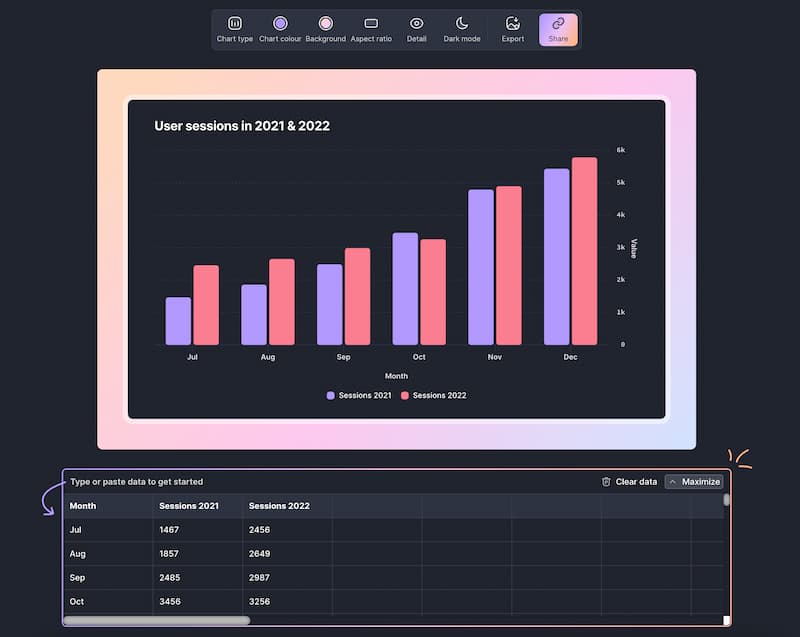 Chart type Chart colour Background Aspect ratio Detail Dark mode Export Share
User sessions in 2021 & 2022
6k
5k
4k
3k
2k
1k
0
Value
Jul Aug Sep Oct Nov Dec
Month
Sessions 2021 Sessions 2022
Type or paste data to get started Clear data Maximize
Month Sessions 2021 Sessions 2022
Jul 1467 2456
Aug 1857 2649
Sep 2485 2987
Oct 3456 3256